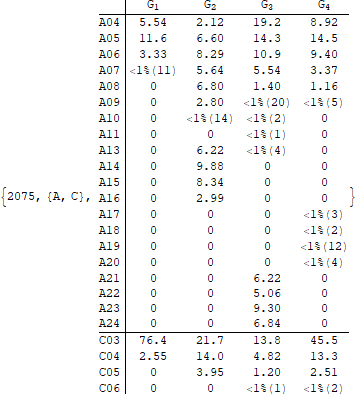 G1 G2 G3 G4
A04 5.54 2.12 19.2 8.92
A05 11.6 6.60 14.3 14.5
A06 3.33 8.29 10.9 9.40
A07 <1%(11) 5.64 5.54 3.37
A08 0 6.80 1.40 1.16
A09 0 2.80 <1%(20) <1%(5)
A10 0 <1%(14) <1%(2) 0
A11 0 0 <1%(1) 0
A13 0 6.22 <1%(4) 0
A14 0 9.88 0 0
A15 0 8.34 0 0
{2075, {A, C}, A16 0 2.99 0 0 }
A17 0 0 0 <1%(3)
A18 0 0 0 <1%(2)
A19 0 0 0 <1%(12)
A20 0 0 0 <1%(4)
A21 0 0 6.22 0
A22 0 0 5.06 0
A23 0 0 9.30 0
A24 0 0 6.84 0
C03 76.4 21.7 13.8 45.5
C04 2.55 14.0 4.82 13.3
C05 0 3.95 1.20 2.51
C06 0 0 <1%(1) <1%(2)